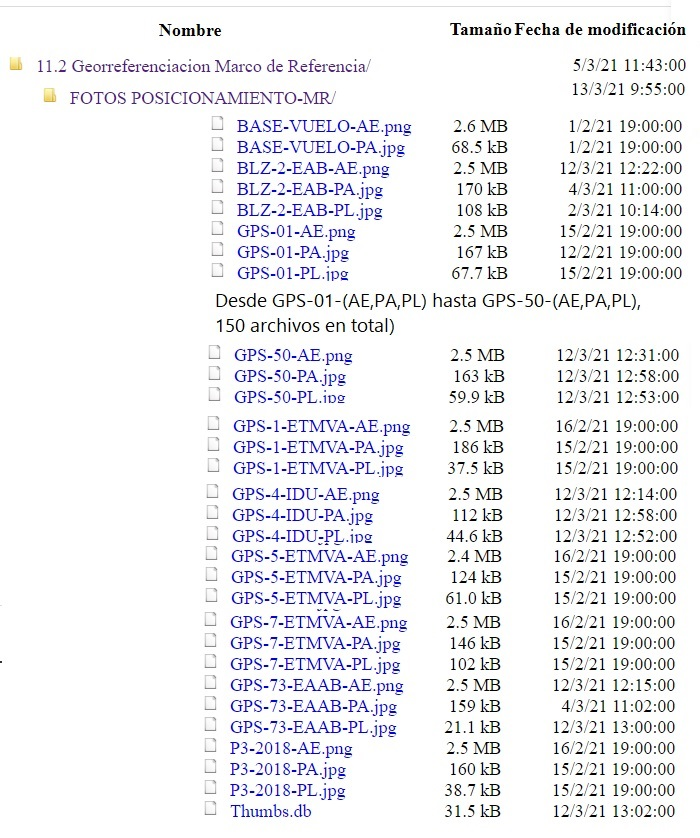 Nombre Tamaño Fecha de modificación
11.2 Georreferenciacion Marco de Referencia/ 5/3/21 11:43:00
FOTOS POSICIONAMIENTO-MR/ 13/3/21 9:55:00
BASE-VUELO-AE.png 2.6 MB 1/2/21 19:00:00
BASE-VUELO-PA.jpg 68.5 kB 1/2/21 19:00:00
BLZ-2-EAB-AE.png 2.5 MB 12/3/21 12:22:00
BLZ-2-EAB-PA.jpg 170 kB 4/3/21 11:00:00
BLZ-2-EAB-PL.jpg 108 kB 2/3/21 10:14:00
GPS-01-AE.png 2.5 MB 15/2/21 19:00:00
GPS-01-PA.jpg 167 kB 12/2/21 19:00:00
GPS-01-PL.jpg 67.7 kB 15/2/21 19:00:00
Desde GPS-01-(AE,PA,PL) hasta GPS-50-(AE,PA,PL),
150 archivos en total)
GPS-50-AE.png 2.5 MB 12/3/21 12:31:00
GPS-50-PA.jpg 163 kB 12/3/21 12:58:00
GPS-50-PL.jpg 59.9 kB 12/3/21 12:53:00
GPS-1-ETMVA-AE.png 2.5 MB 16/2/21 19:00:00
GPS-1-ETMVA-PA.jpg 186 kB 15/2/21 19:00:00
GPS-1-ETMVA-PL.jpg 37.5 kB 15/2/21 19:00:00
GPS-4-IDU-AE.png 2.5 MB 12/3/21 12:14:00
GPS-4-IDU-PA.jpg 112 kB 12/3/21 12:58:00
GPS-4-IDU-PL.jpg 44.6 kB 12/3/21 12:52:00
GPS-5-ETMVA-AE.png 2.4 MB 16/2/21 19:00:00
GPS-5-ETMVA-PA.jpg 124 kB 15/2/21 19:00:00
GPS-5-ETMVA-PL.jpg 61.0 kB 15/2/21 19:00:00
GPS-7-ETMVA-AE.png 2.5 MB 16/2/21 19:00:00
GPS-7-ETMVA-PA.jpg 146 kB 15/2/21 19:00:00
GPS-7-ETMVA-PL.jpg 102 kB 15/2/21 19:00:00
GPS-73-EAAB-AE.png 2.5 MB 12/3/21 12:15:00
GPS-73-EAAB-PA.jpg 159 kB 4/3/21 11:02:00
GPS-73-EAAB-PL.jpg 21.1 kB 12/3/21 13:00:00
P3-2018-AE.png 2.5 MB 16/2/21 19:00:00
P3-2018-PA.jpg 160 kB 15/2/21 19:00:00
P3-2018-PL.jpg 38.7 kB 15/2/21 19:00:00
Thumbs.db 31.5 kB 12/3/21 13:02:00